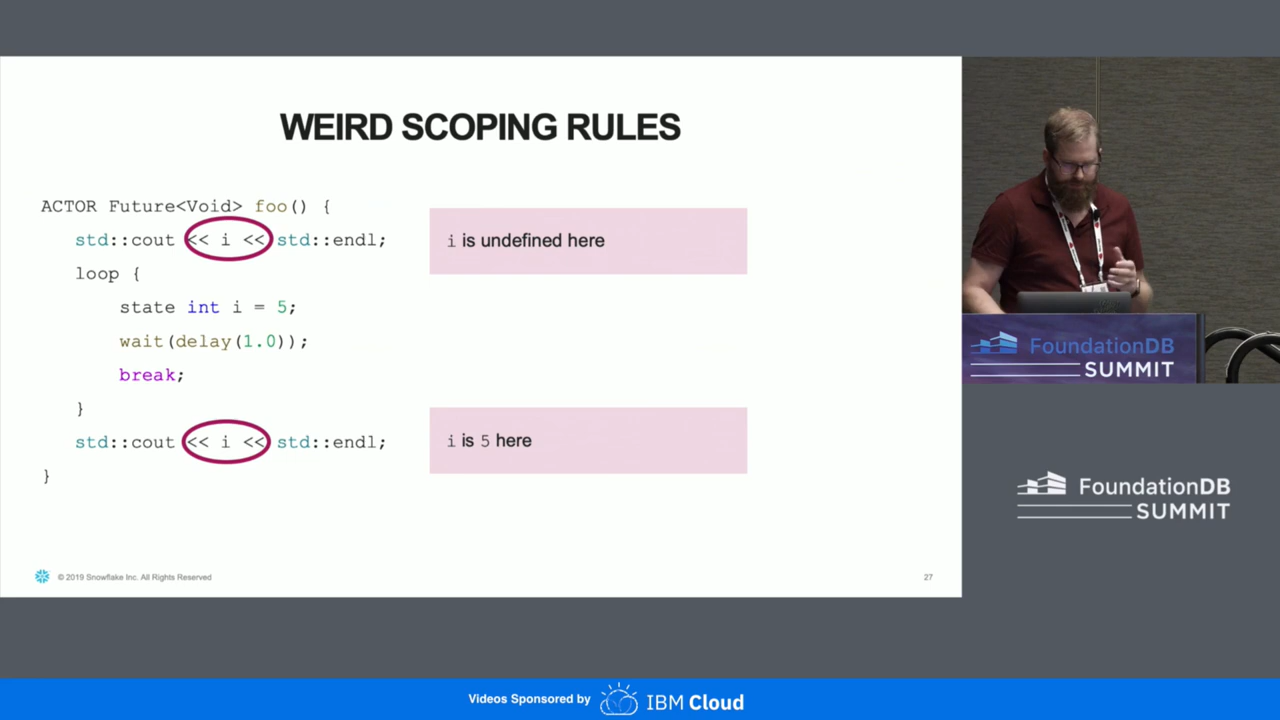 WEIRD SCOPING RULES
ACTOR Future<Void> foo() {
std::cout << i << std::endl;
i is undefined here
loop {
state int i = 5;
wait(delay(1.0));
break;
}
std::cout << i << std::endl;
i is 5 here
}
© 2019 Snowflake Inc. All Rights Reserved
27
FoundationDB
SUMMIT
FoundationDB
SUMMIT
Videos Sponsored by IBM Cloud